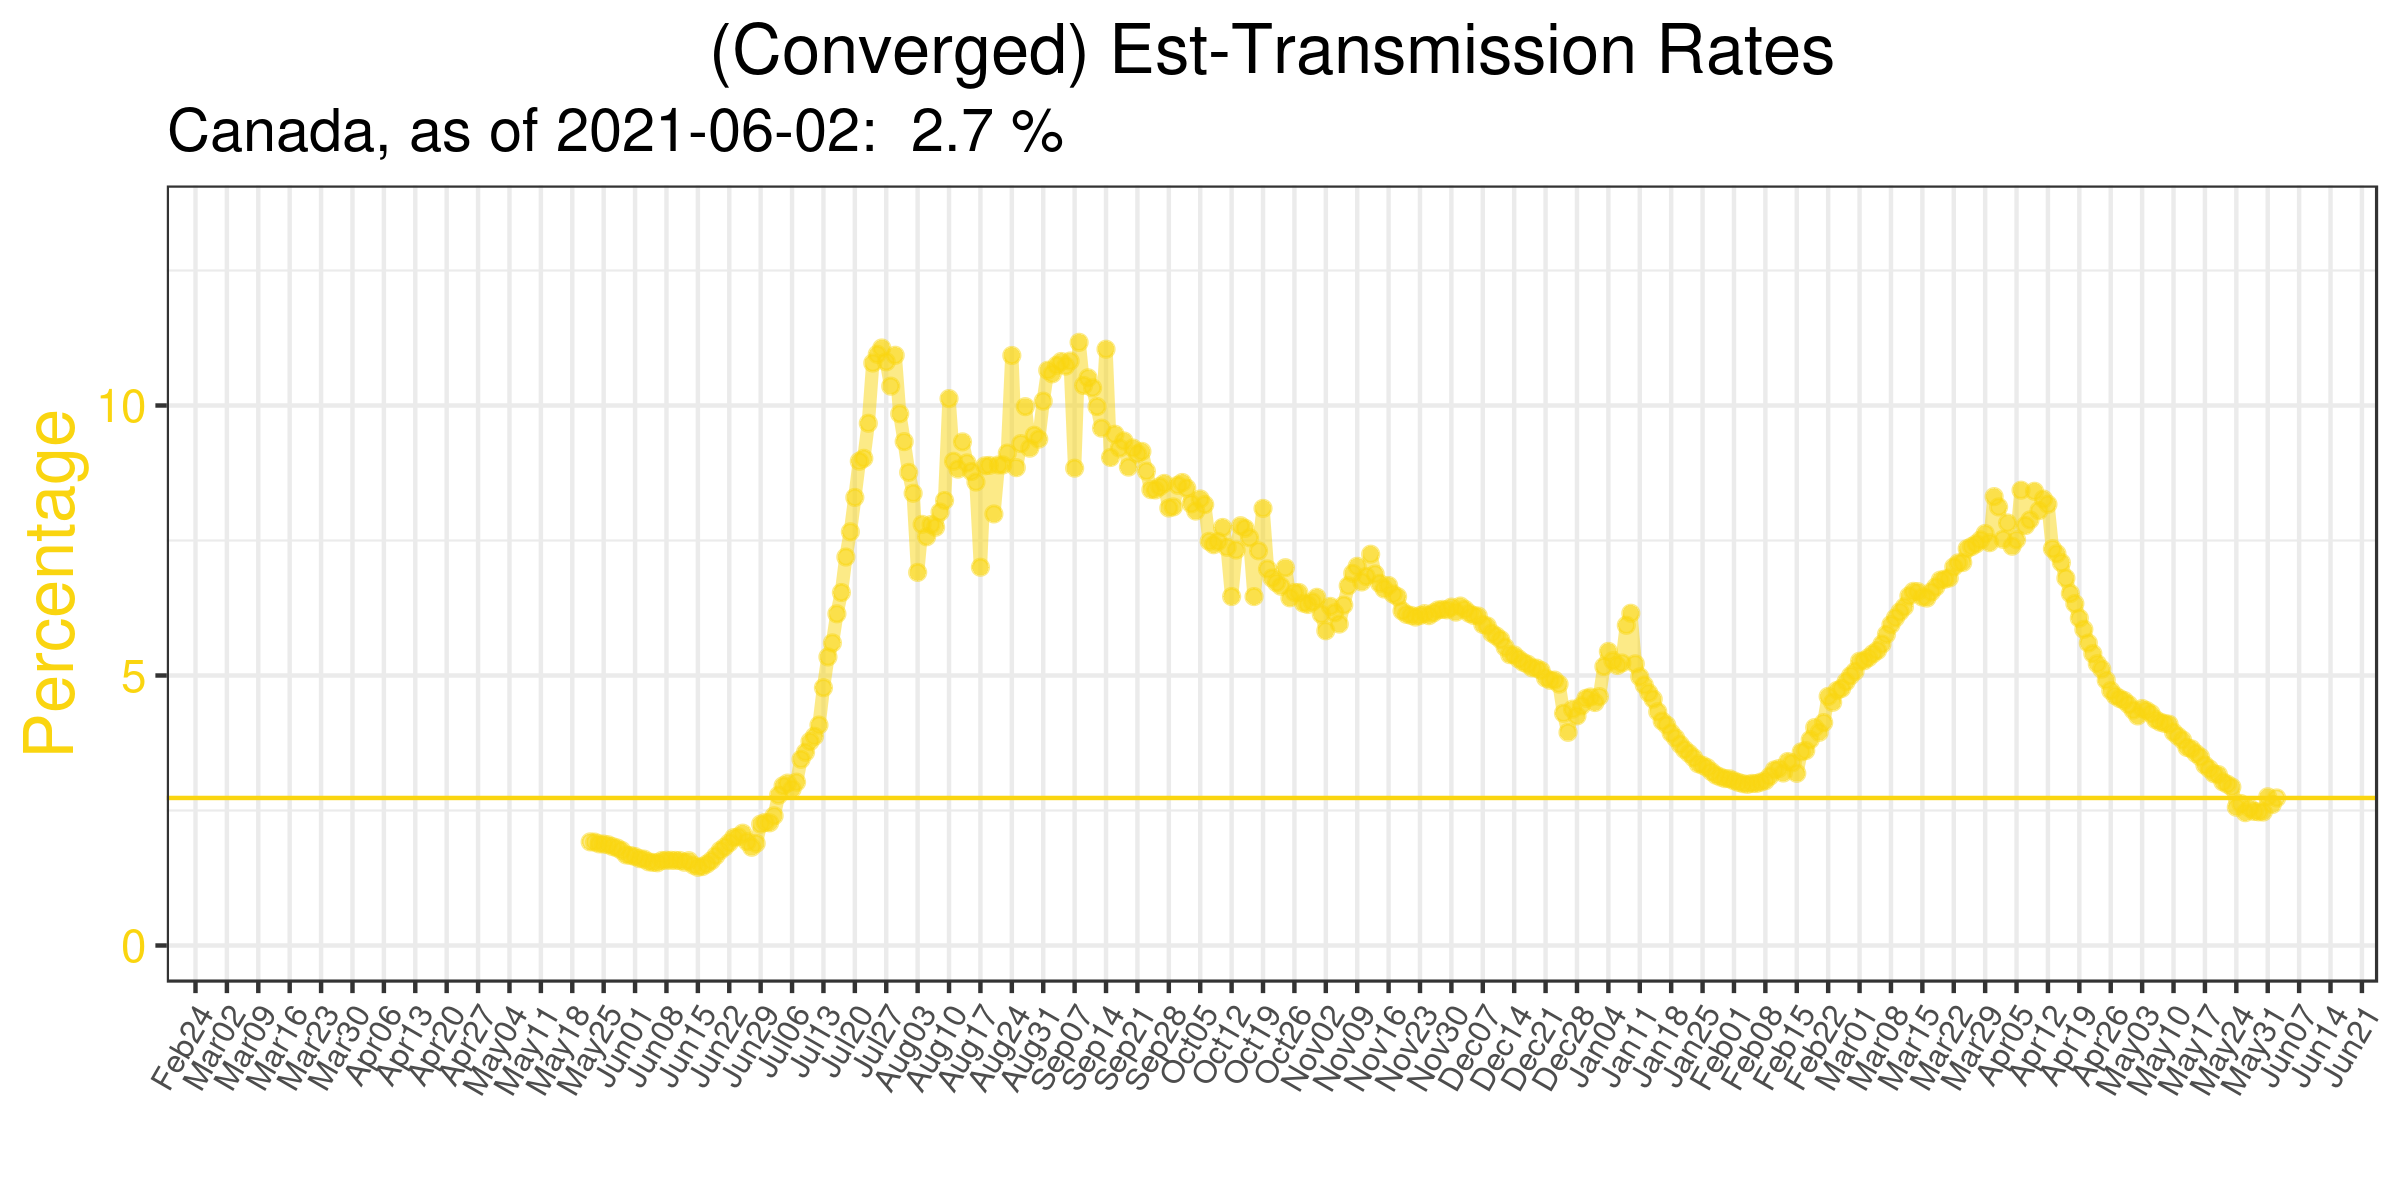 (Converged) Est-Transmission Rates
Canada, as of 2021-06-02:  2.7 %
Percentage
10
5
0
Feb24
Mar02
Mar09
Mar16
Mar23
Mar30
Apr06
Apr13
Apr20
Apr27
May04
May11
May18
May25
Jun01
Jun08
Jun15
Jun22
Jun29
Jul06
Jul13
Jul20
Jul27
Aug03
Aug10
Aug17
Aug24
Aug31
Sep07
Sep14
Sep21
Sep28
Oct05
Oct12
Oct19
Oct26
Nov02
Nov09
Nov16
Nov23
Nov30
Dec07
Dec14
Dec21
Dec28
Jan04
Jan11
Jan18
Jan25
Feb01
Feb08
Feb15
Feb22
Mar01
Mar08
Mar15
Mar22
Mar29
Apr05
Apr12
Apr19
Apr26
May03
May10
May17
May24
May31
Jun07
Jun14
Jun21